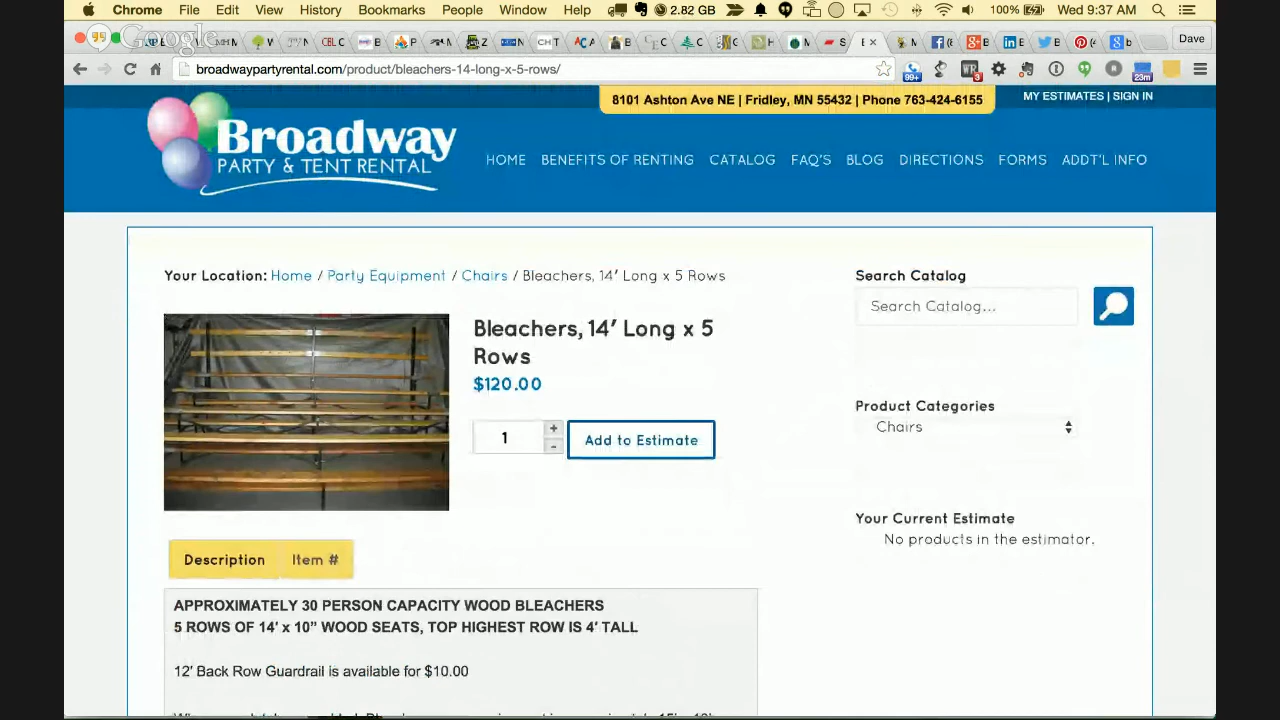 Chrome File Edit View History Bookmarks People Window Help 2.82 GB 100% Wed 9:37 AM
Google
Dave
broadwaypartyrental.com/product/bleachers-14-long-x-5-rows/
99+
3
23m
8101 Ashton Ave NE | Fridley, MN 55432 | Phone 763-424-6155
MY ESTIMATES | SIGN IN
Broadway
PARTY & TENT RENTAL
HOME BENEFITS OF RENTING CATALOG FAQ'S BLOG DIRECTIONS FORMS ADDT'L INFO
Your Location: Home / Party Equipment / Chairs / Bleachers, 14′ Long x 5 Rows
Search Catalog
Search Catalog...
Bleachers, 14′ Long x 5
Rows
$120.00
1 + -
Add to Estimate
Product Categories
Chairs
Your Current Estimate
No products in the estimator.
Description Item #
APPROXIMATELY 30 PERSON CAPACITY WOOD BLEACHERS
5 ROWS OF 14′ x 10” WOOD SEATS, TOP HIGHEST ROW IS 4′ TALL
12′ Back Row Guardrail is available for $10.00